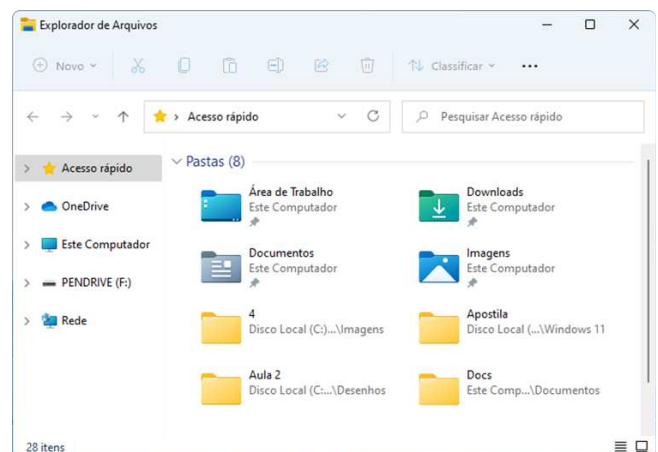 Explorador de Arquivos
Novo
Classificar
Acesso rápido
Pesquisar Acesso rápido
Acesso rápido
OneDrive
Este Computador
PENDRIVE (F:)
Rede
Pastas (8)
Área de Trabalho
Este Computador
Downloads
Este Computador
Documentos
Este Computador
Imagens
Este Computador
4
Disco Local (C:)...\Imagens
Apostila
Disco Local (...\Windows 11
Aula 2
Disco Local (C:...\Desenhos
Docs
Este Comp...\Documentos
28 itens